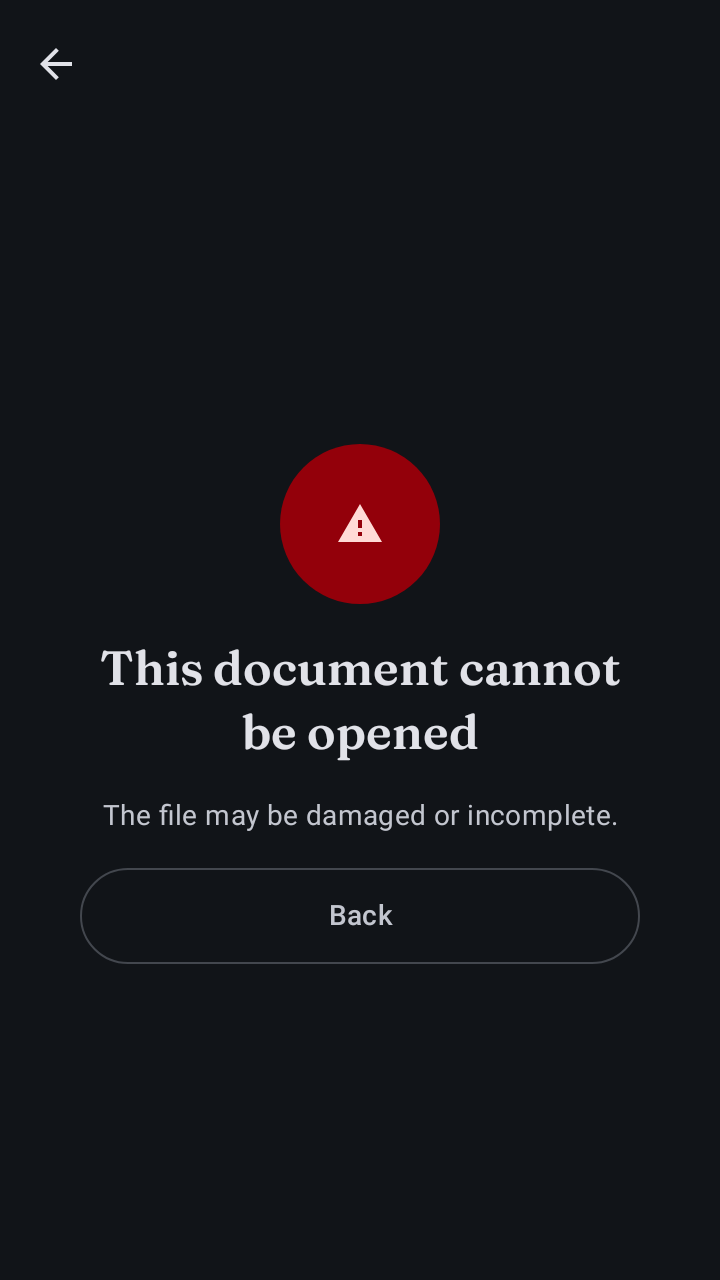 This document cannot
be opened
The file may be damaged or incomplete.
Back